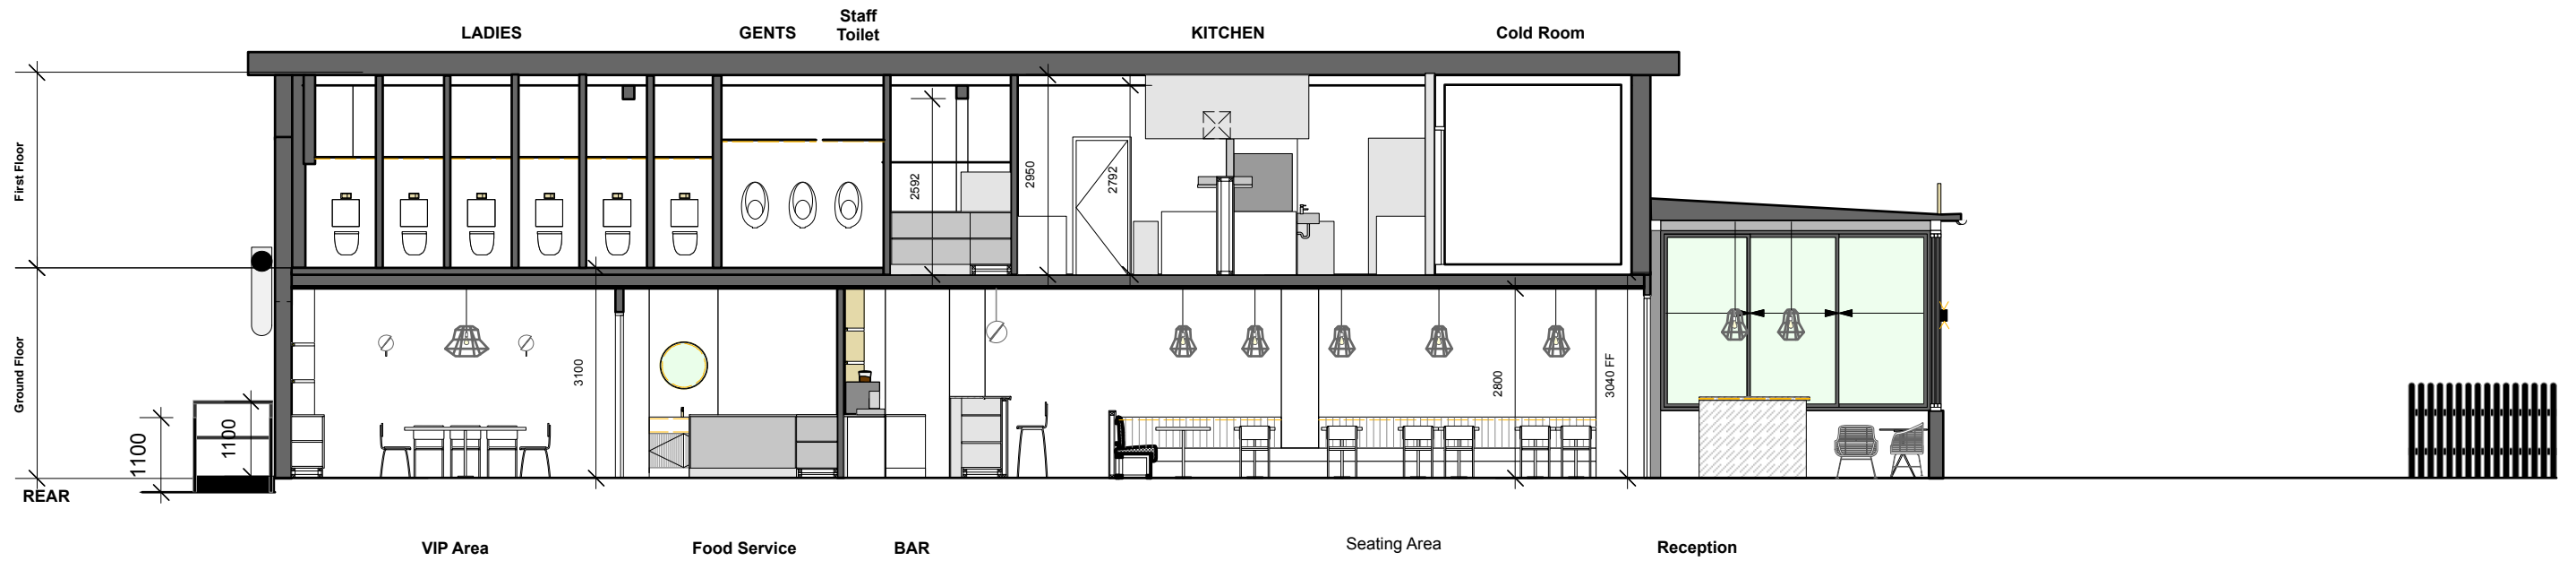 LADIES
GENTS
Staff
Toilet
KITCHEN
Cold Room
First Floor
2592
2950
2792
Ground Floor
1100
1100
3100
2800
3040 FF
REAR
VIP Area
Food Service
BAR
Seating Area
Reception